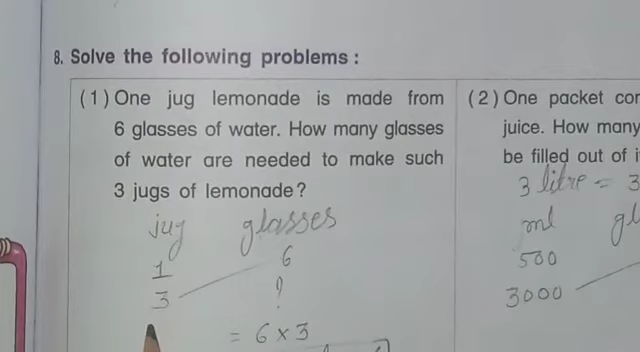 8. Solve the following problems :
(1) One jug lemonade is made from
6 glasses of water. How many glasses
of water are needed to make such
3 jugs of lemonade?
jug glasses
1 6
3 ?
= 6 × 3
(2) One packet
juice. How many
be filled out of
3 litre = 3
ml
500
3000